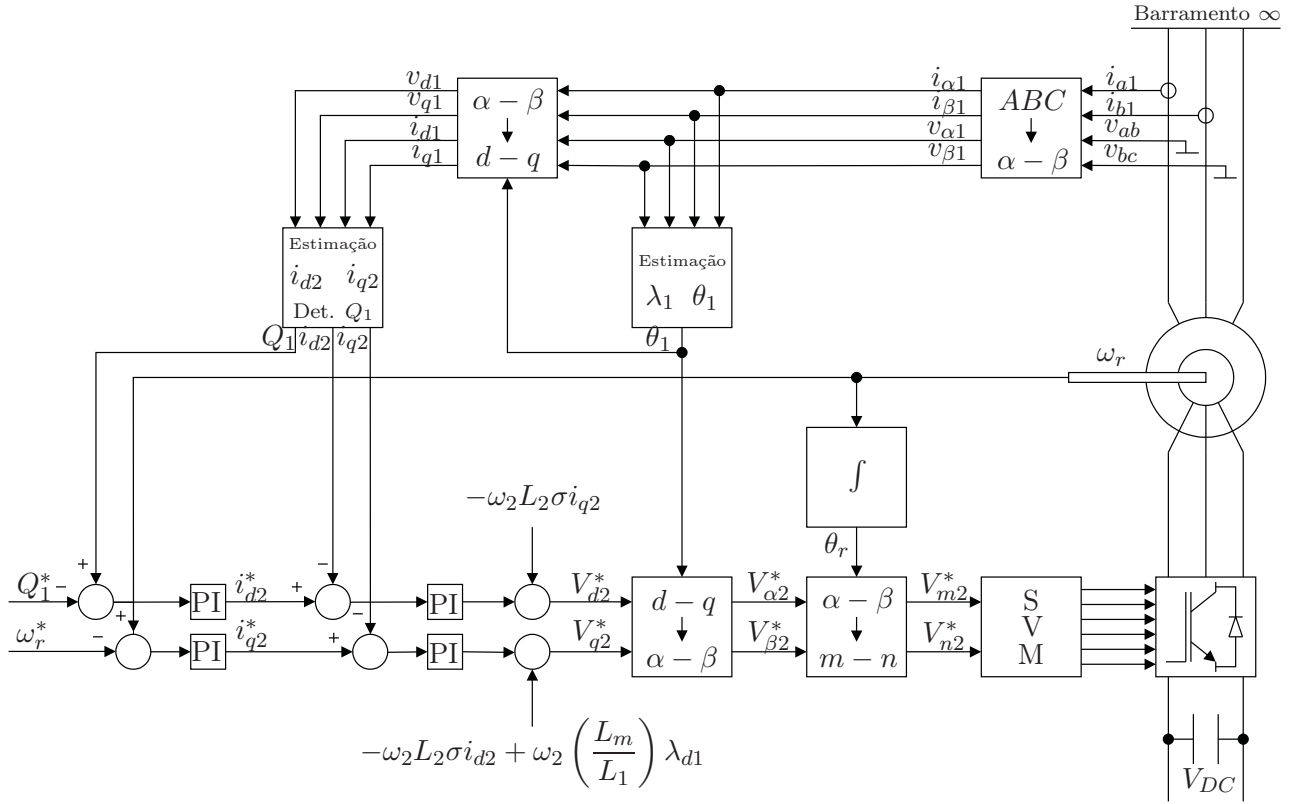 Barramento ∞
v_{d1}
v_{q1}
i_{d1}
i_{q1}
α − β
d − q
i_{α1}
i_{β1}
v_{α1}
v_{β1}
ABC
α − β
i_{a1}
i_{b1}
v_{ab}
v_{bc}
Estimação
i_{d2} i_{q2}
Det. Q_1
Estimação
λ_1 θ_1
Q_1 i_{d2} i_{q2}
θ_1
ω_r
∫
θ_r
−ω_2 L_2 σ i_{q2}
Q_1^*
-
+
PI
i_{d2}^*
+
-
PI
V_{d2}^*
d − q
α − β
V_{α2}^*
α − β
m − n
V_{m2}^*
S
V
M
ω_r^*
-
+
PI
i_{q2}^*
+
-
PI
V_{q2}^*
V_{β2}^*
V_{n2}^*
−ω_2 L_2 σ i_{d2} + ω_2 (L_m / L_1) λ_{d1}
V_{DC}